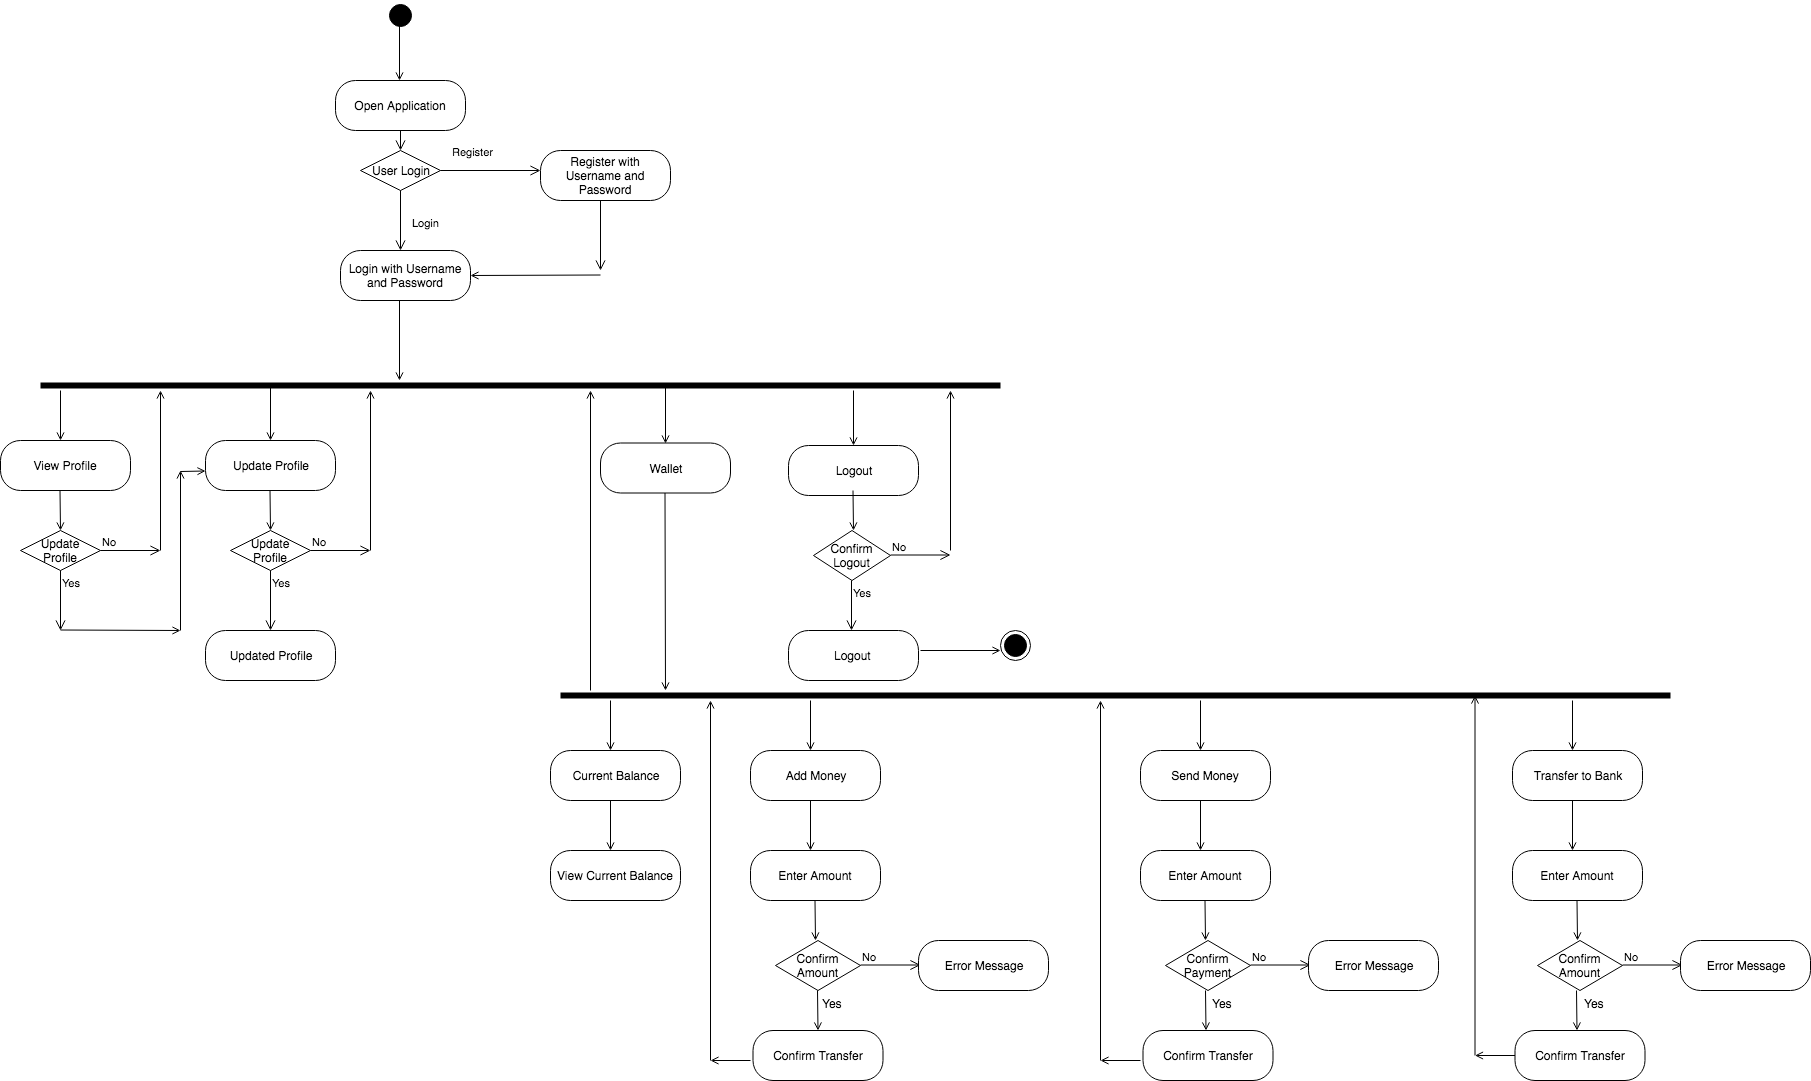 Open Application
Register
User Login
Register with
Username and
Password
Login
Login with Username
and Password
View Profile
Update Profile
Wallet
Logout
Update
Profile
No
Yes
Update
Profile
No
Yes
Confirm
Logout
No
Yes
Updated Profile
Logout
Current Balance
Add Money
Send Money
Transfer to Bank
View Current Balance
Enter Amount
Enter Amount
Enter Amount
Confirm
Amount
No
Error Message
Yes
Confirm
Payment
No
Error Message
Yes
Confirm
Amount
No
Error Message
Yes
Confirm Transfer
Confirm Transfer
Confirm Transfer